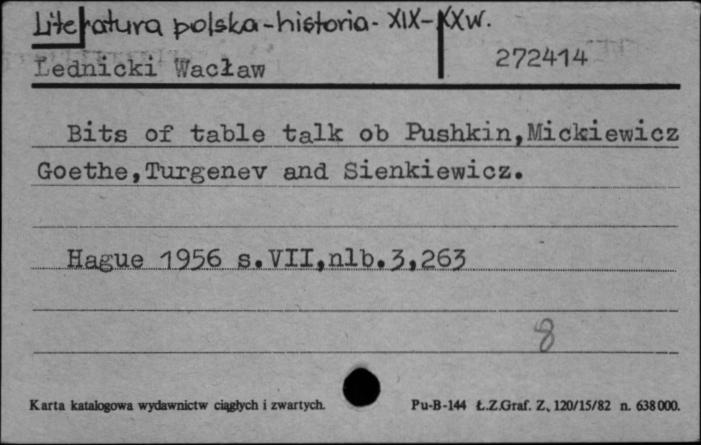 Literatura polska-historia- XIX-XXw.
Lednicki Wacław 272414
Bits of table talk ob Pushkin,Mickiewicz
Goethe,Turgenev and Sienkiewicz.
Hague 1956 s.VII,nlb.3,263
8
Karta katalogowa wydawnictw ciągłych i zwartych. Pu-B-144 Ł.Z.Graf. Z. 120/15/82 n. 638000.